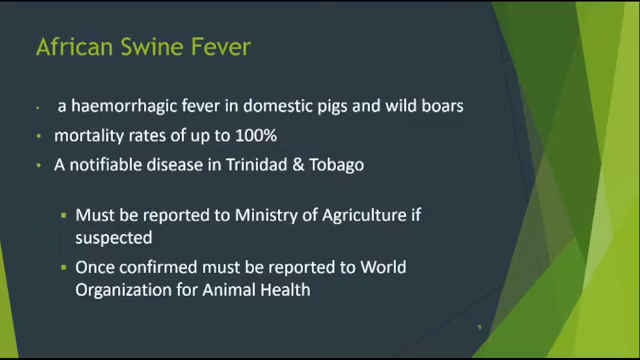 African Swine Fever
a haemorrhagic fever in domestic pigs and wild boars
mortality rates of up to 100%
A notifiable disease in Trinidad & Tobago
Must be reported to Ministry of Agriculture if
suspected
Once confirmed must be reported to World
Organization for Animal Health